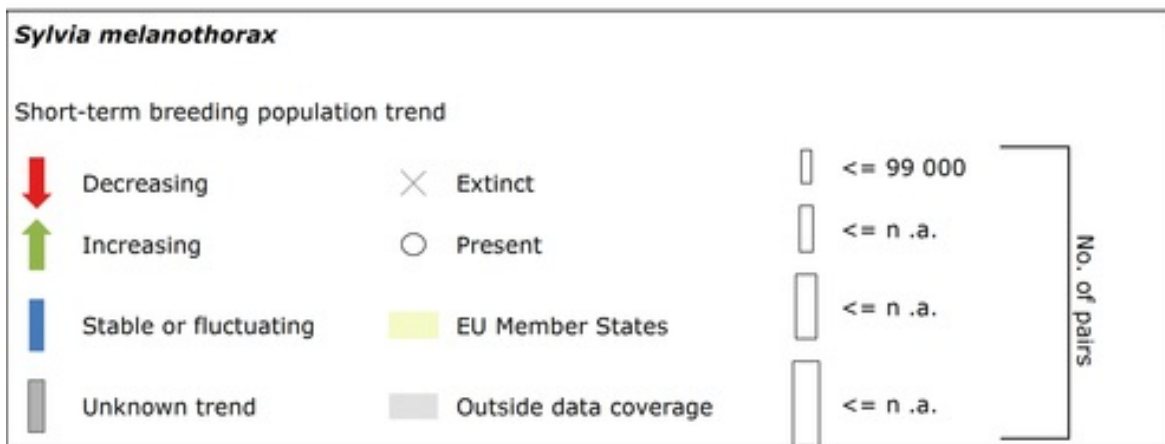 Sylvia melanothorax
Short-term breeding population trend
Decreasing
Increasing
Stable or fluctuating
Unknown trend
Extinct
Present
EU Member States
Outside data coverage
<= 99 000
<= n .a.
<= n .a.
<= n .a.
No. of pairs